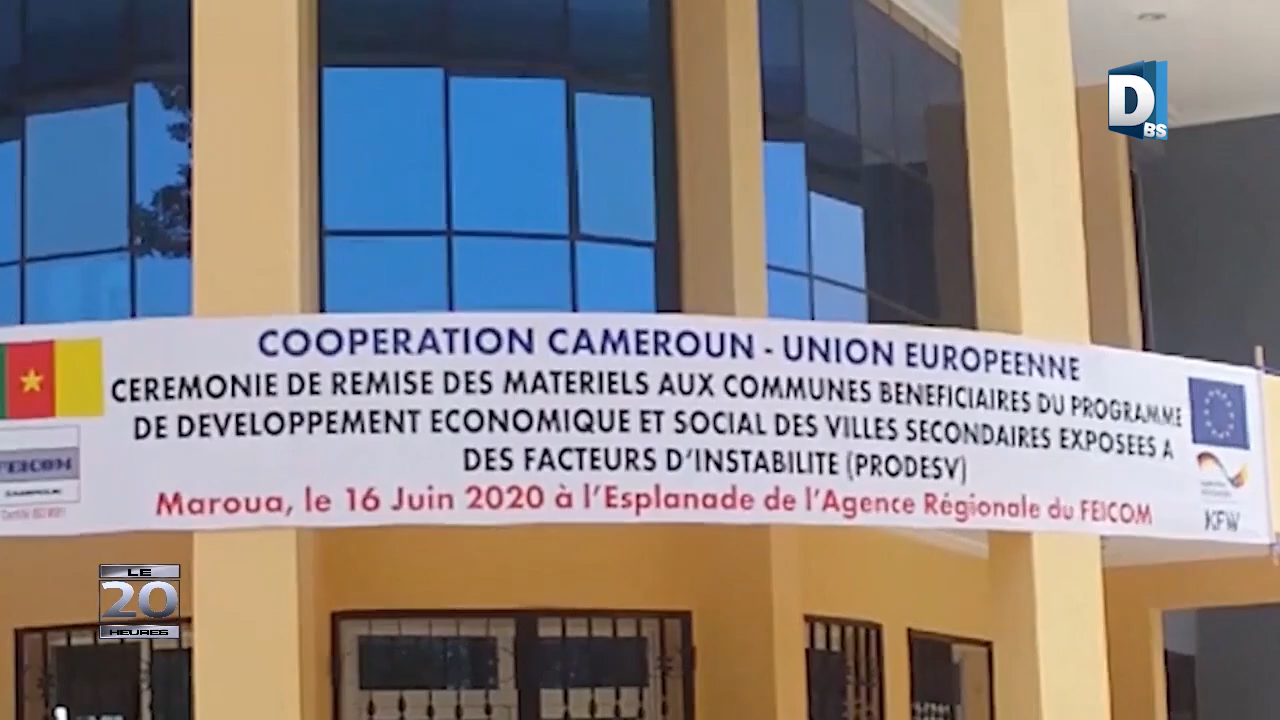 DBS
COOPERATION CAMEROUN - UNION EUROPEENNE
CEREMONIE DE REMISE DES MATERIELS AUX COMMUNES BENEFICIAIRES DU PROGRAMME
DE DEVELOPPEMENT ECONOMIQUE ET SOCIAL DES VILLES SECONDAIRES EXPOSEES A
DES FACTEURS D'INSTABILITE (PRODESV)
Maroua, le 16 Juin 2020 à l'Esplanade de l'Agence Régionale du FEICOM
FEICOM
KFW
LE
20
HEURES